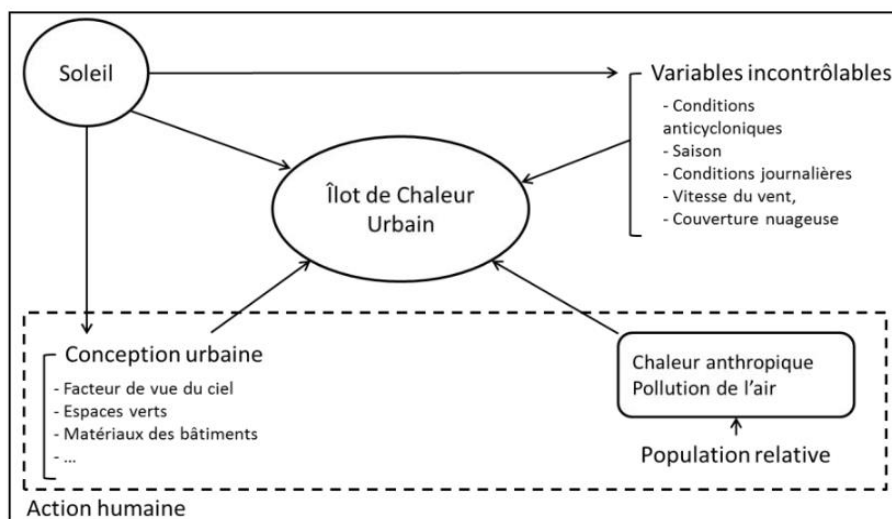 Soleil
Variables incontrôlables
- Conditions
anticycloniques
- Saison
- Conditions journalières
- Vitesse du vent,
- Couverture nuageuse
Îlot de Chaleur
Urbain
Conception urbaine
- Facteur de vue du ciel
- Espaces verts
- Matériaux des bâtiments
- ...
Chaleur anthropique
Pollution de l'air
Population relative
Action humaine